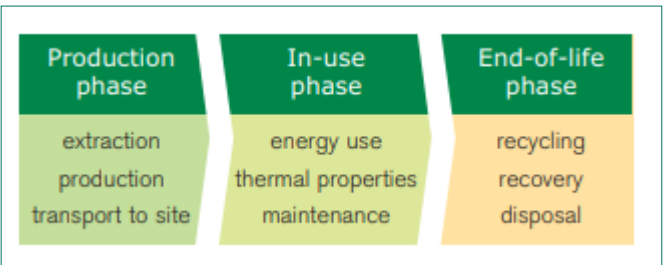 Production
phase
extraction
production
transport to site
In-use
phase
energy use
thermal properties
maintenance
End-of-life
phase
recycling
recovery
disposal